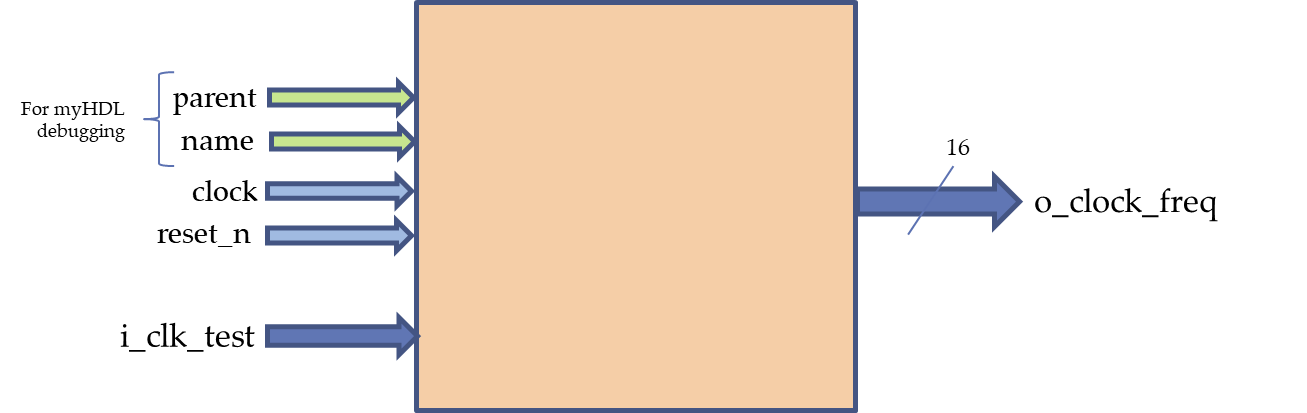 For myHDL
debugging
parent
name
clock
reset_n
i_clk_test
16
o_clock_freq